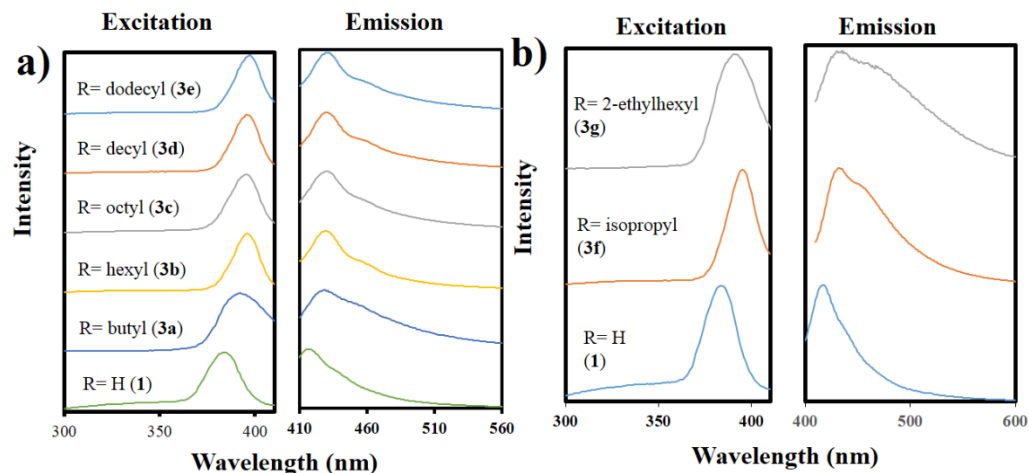 Excitation
Emission
a)
R= dodecyl (3e)
R= decyl (3d)
R= octyl (3c)
R= hexyl (3b)
R= butyl (3a)
R= H (1)
Intensity
300
350
400
410
460
510
560
Wavelength (nm)
Excitation
Emission
b)
R= 2-ethylhexyl
(3g)
R= isopropyl
(3f)
R= H
(1)
Intensity
300
350
400
400
500
600
Wavelength (nm)